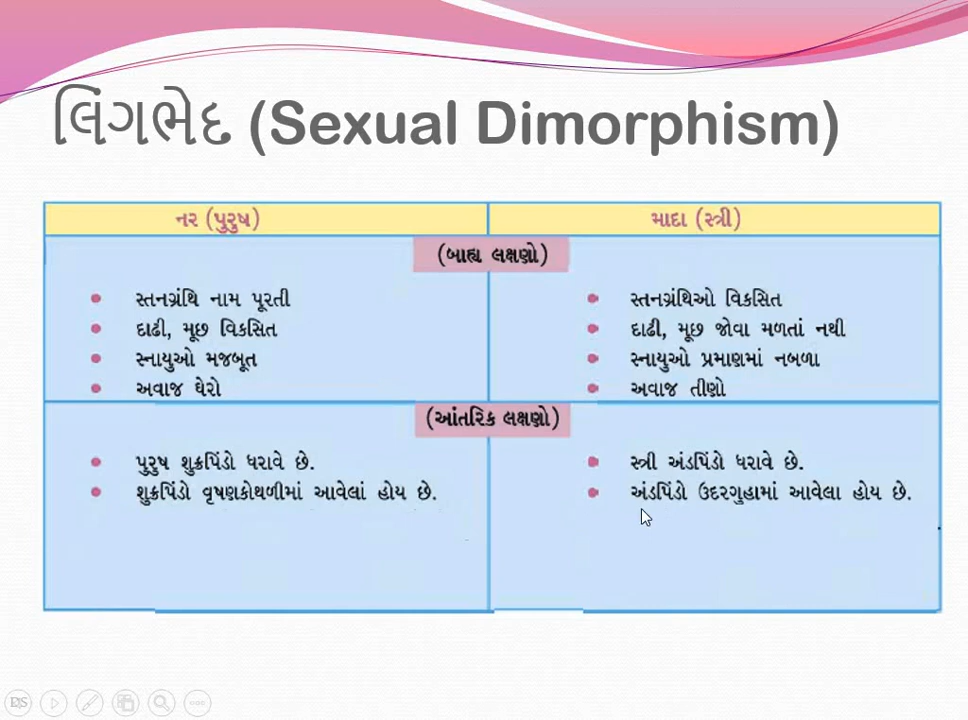 લિંગભેદ (Sexual Dimorphism)
નર (પુરુષ)
માદા (સ્ત્રી)
(બાહ્ય લક્ષણો)
• સ્તનગ્રંથિ નામ પૂરતી
• દાઢી, મૂછ વિકસિત
• સ્નાયુઓ મજબૂત
• અવાજ ઘેરો
• સ્તનગ્રંથિઓ વિકસિત
• દાઢી, મૂછ જોવા મળતાં નથી
• સ્નાયુઓ પ્રમાણમાં નબળા
• અવાજ તીણો
(આંતરિક લક્ષણો)
• પુરુષ શુક્રપિંડો ધરાવે છે.
• શુક્રપિંડો વૃષણકોથળીમાં આવેલાં હોય છે.
• સ્ત્રી અંડપિંડો ધરાવે છે.
• અંડપિંડો ઉદરગુહામાં આવેલા હોય છે.